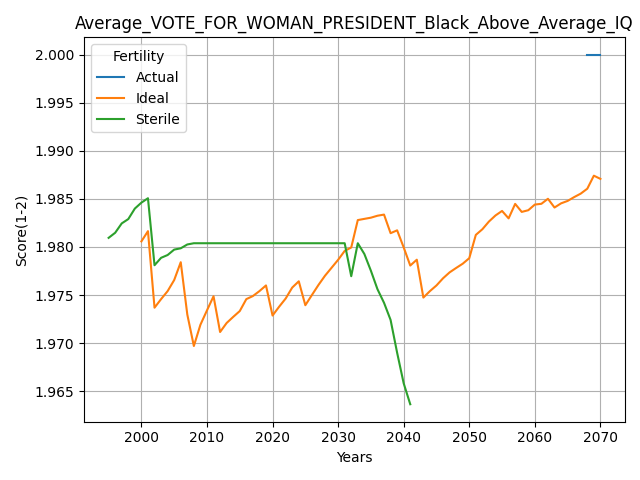 Average_VOTE_FOR_WOMAN_PRESIDENT_Black_Above_Average_IQ
Fertility
Actual
Ideal
Sterile
2.000
1.995
1.990
1.985
1.980
1.975
1.970
1.965
Score(1-2)
2000 2010 2020 2030 2040 2050 2060 2070
Years